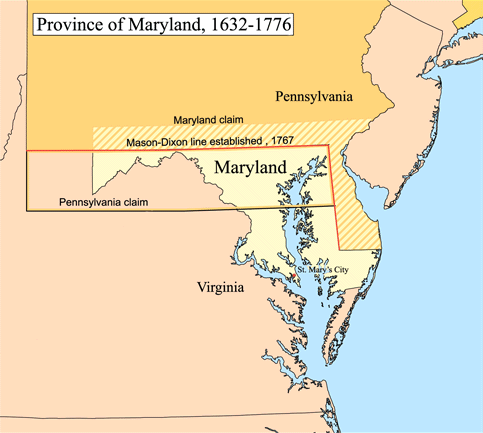 Province of Maryland, 1632-1776
Pennsylvania
Maryland claim
Mason-Dixon line established , 1767
Maryland
Pennsylvania claim
St. Mary's City
Virginia